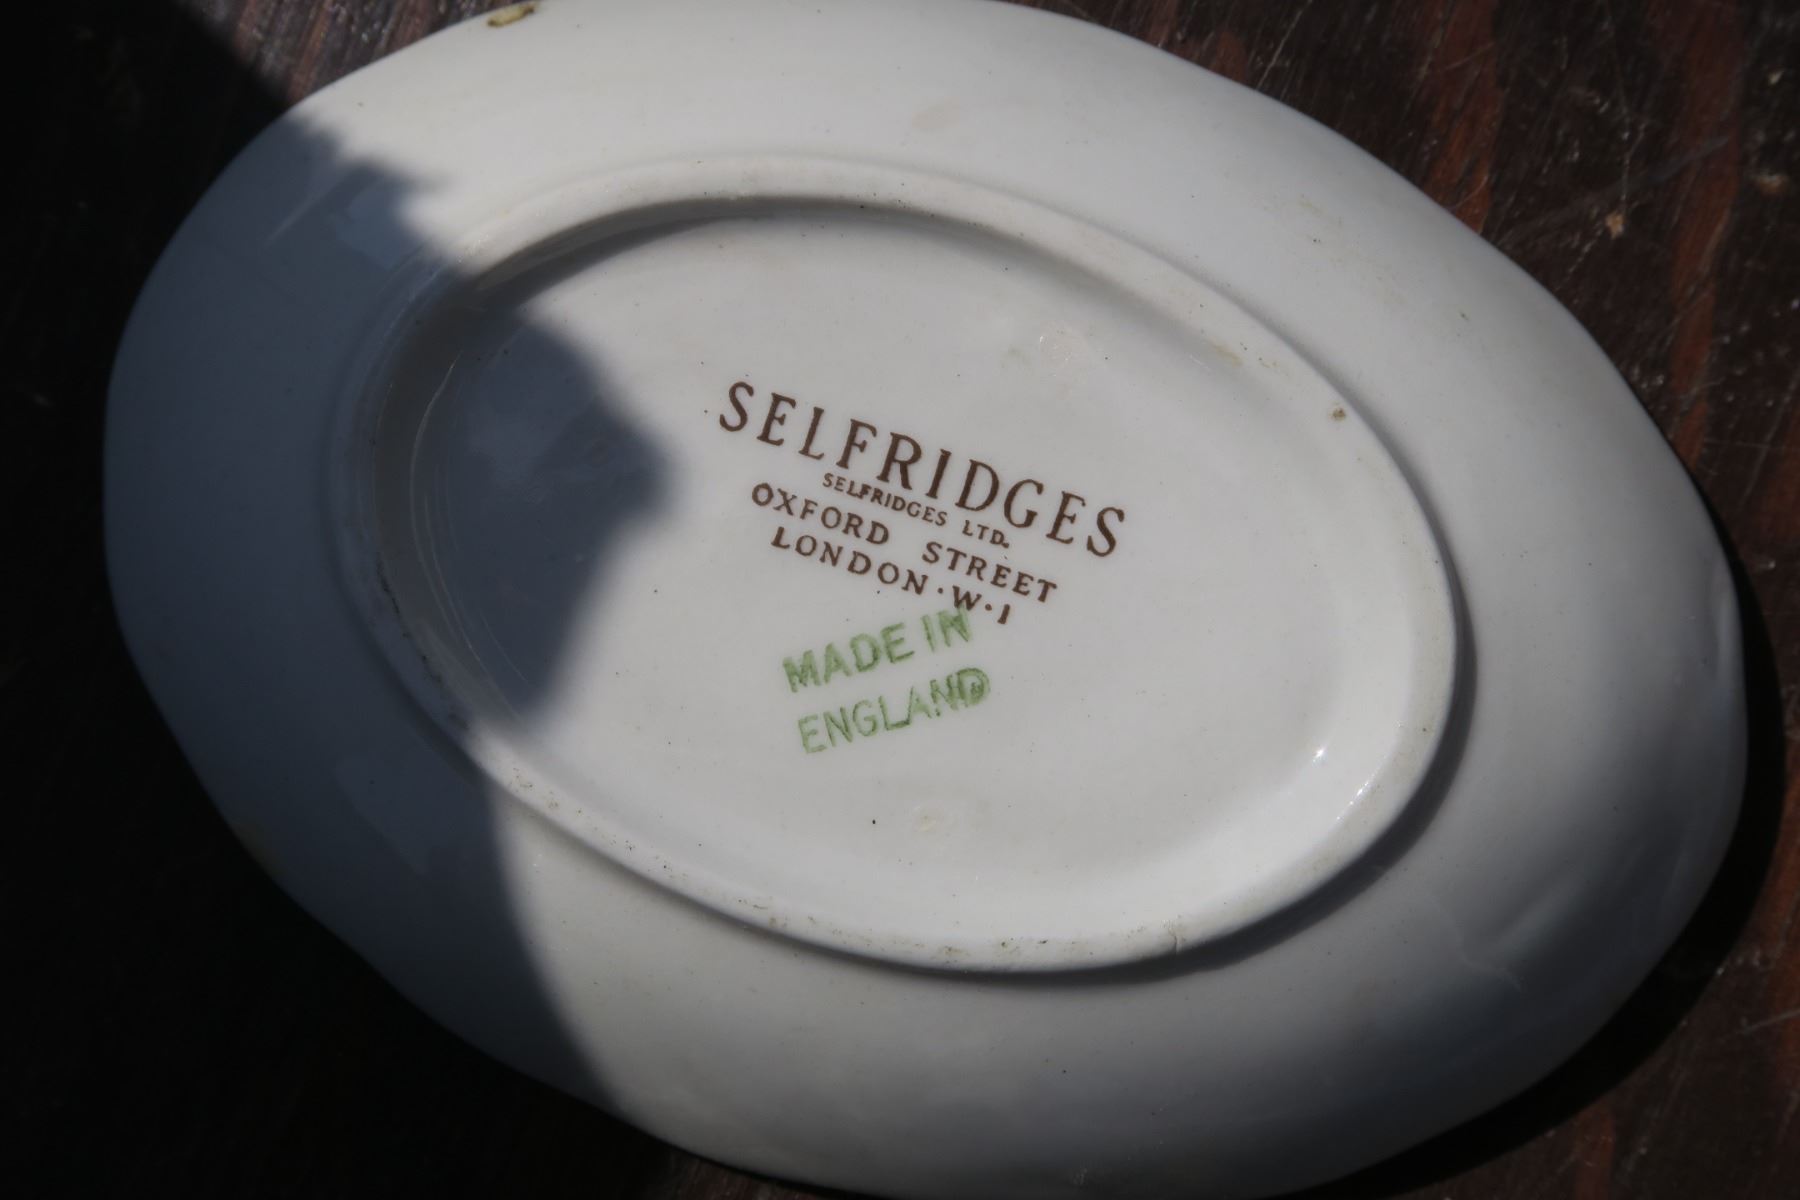 SELFRIDGES
SELFRIDGES LTD.
OXFORD STREET
LONDON·W·1
MADE IN
ENGLAND